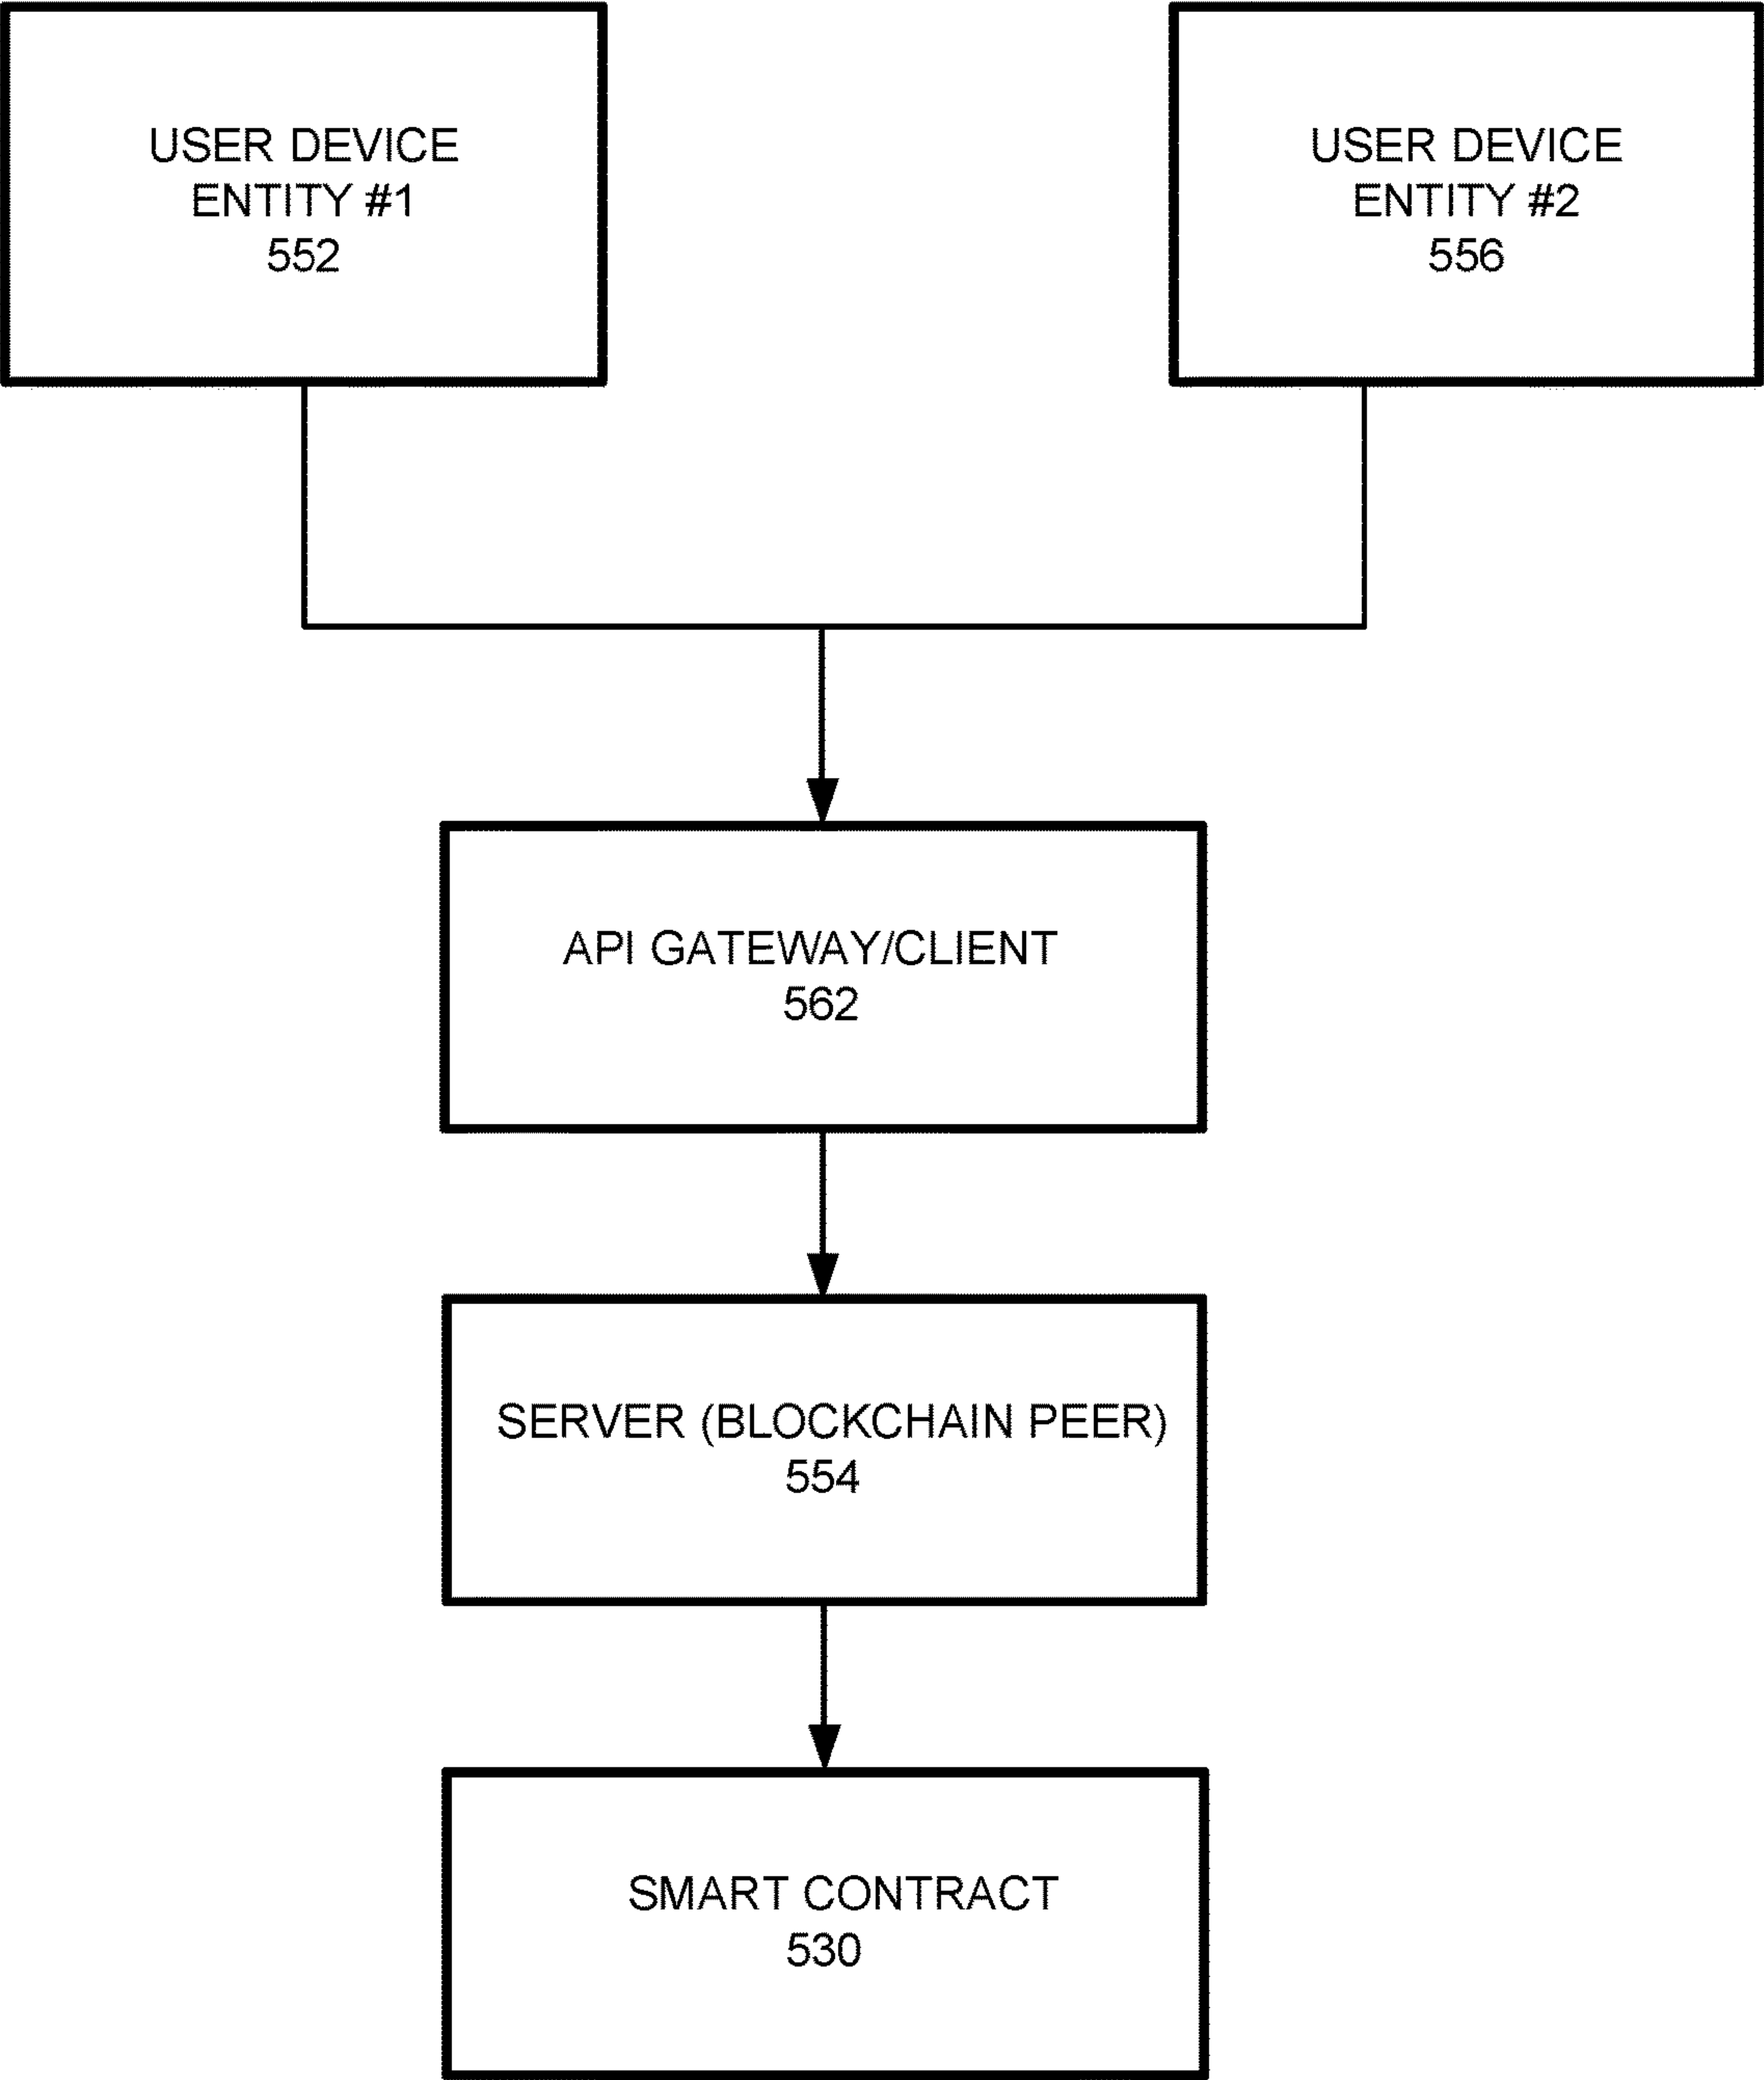 USER DEVICE
ENTITY #1
552
USER DEVICE
ENTITY #2
556
API GATEWAY/CLIENT
562
SERVER (BLOCKCHAIN PEER)
554
SMART CONTRACT
530